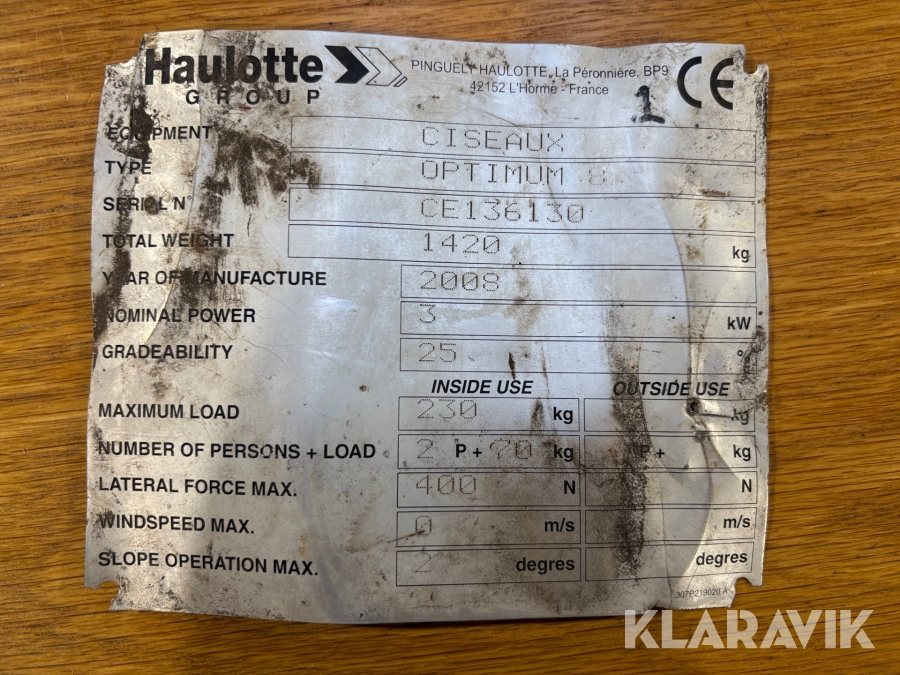 Haulotte
GROUP
PINGUELY HAULOTTE, La Péronnière, BP9
42152 L'Horme - France
CE
1
EQUIPMENT CISEAUX
TYPE OPTIMUM 8
SERIAL N° CE136130
TOTAL WEIGHT 1420 kg
YEAR OF MANUFACTURE 2008
NOMINAL POWER 3 kW
GRADEABILITY 25 °
INSIDE USE OUTSIDE USE
MAXIMUM LOAD 230 kg kg
NUMBER OF PERSONS + LOAD 2 P + 70 kg P + kg
LATERAL FORCE MAX. 400 N N
WINDSPEED MAX. 0 m/s m/s
SLOPE OPERATION MAX. 2 degres degres
307P219020 A
KLARAVIK